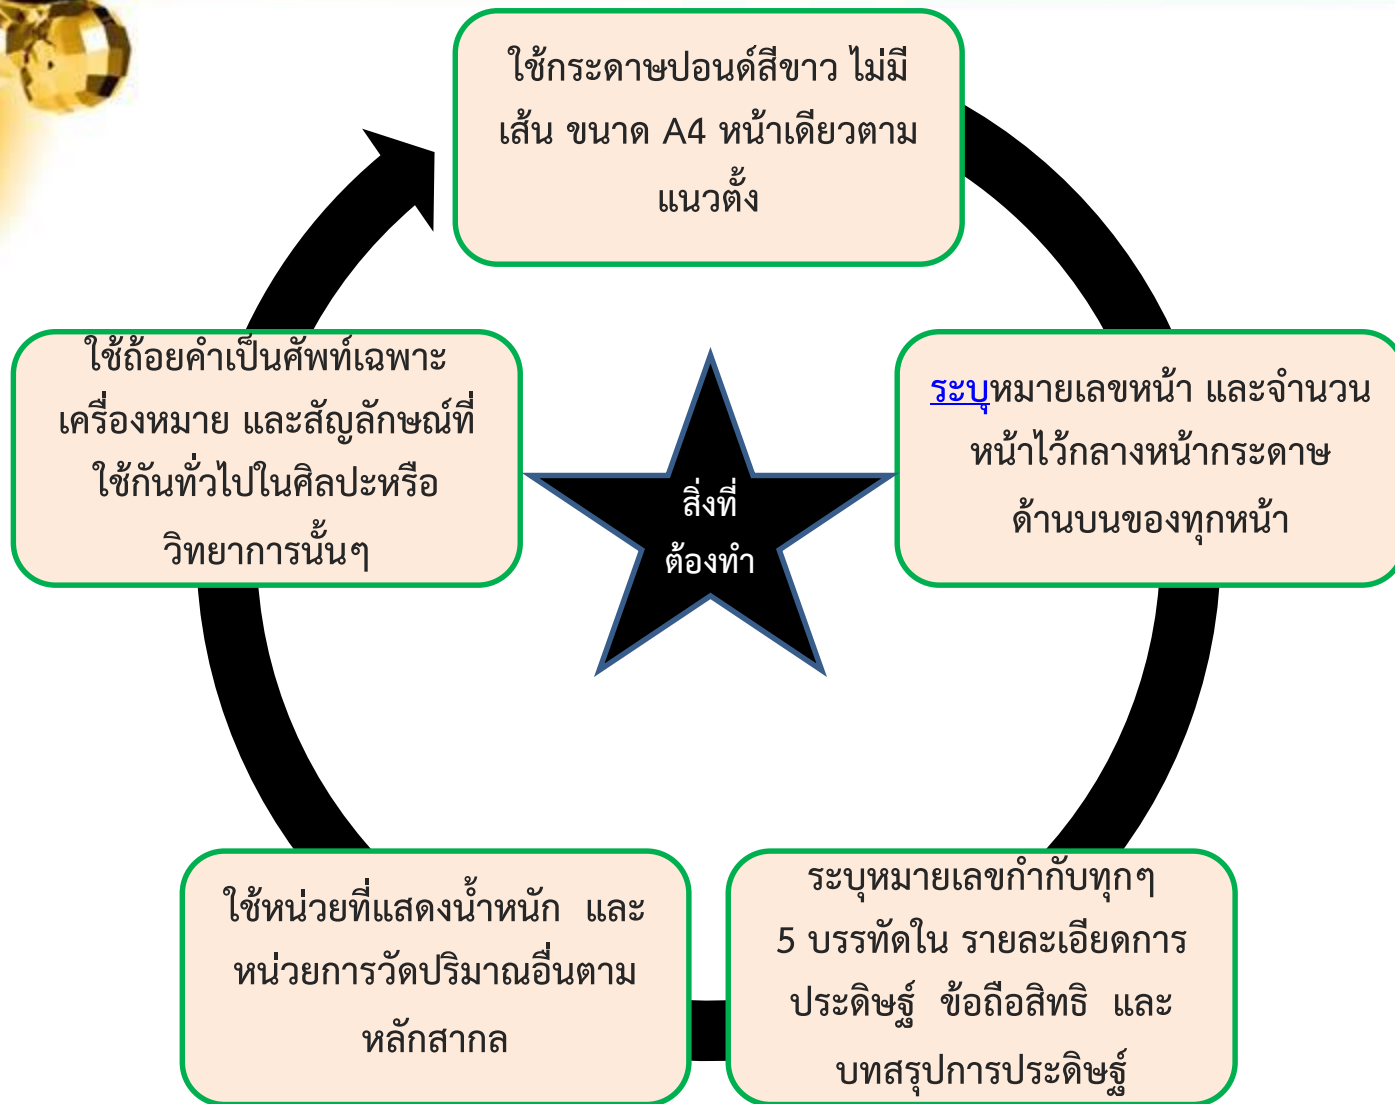 ใช้กระดาษปอนด์สีขาว ไม่มี
เส้น ขนาด A4 หน้าเดียวตาม
แนวตั้ง
ระบุหมายเลขหน้า และจำนวน
หน้าไว้กลางหน้ากระดาษ
ด้านบนของทุกหน้า
ระบุหมายเลขกำกับทุกๆ
5 บรรทัดใน รายละเอียดการ
ประดิษฐ์ ข้อถือสิทธิ และ
บทสรุปการประดิษฐ์
ใช้หน่วยที่แสดงน้ำหนัก และ
หน่วยการวัดปริมาณอื่นตาม
หลักสากล
ใช้ถ้อยคำเป็นศัพท์เฉพาะ
เครื่องหมาย และสัญลักษณ์ที่
ใช้กันทั่วไปในศิลปะหรือ
วิทยาการนั้นๆ
สิ่งที่
ต้องทำ